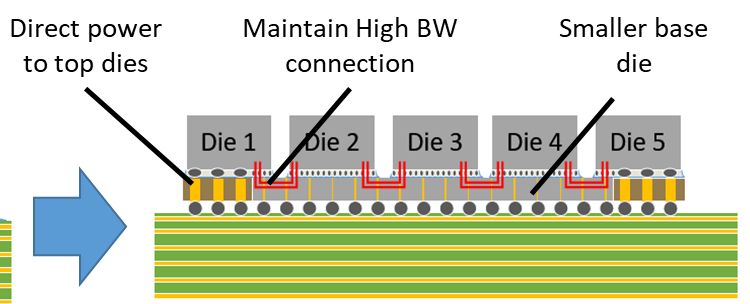 Direct power
to top dies
Maintain High BW
connection
Smaller base
die
Die 1
Die 2
Die 3
Die 4
Die 5